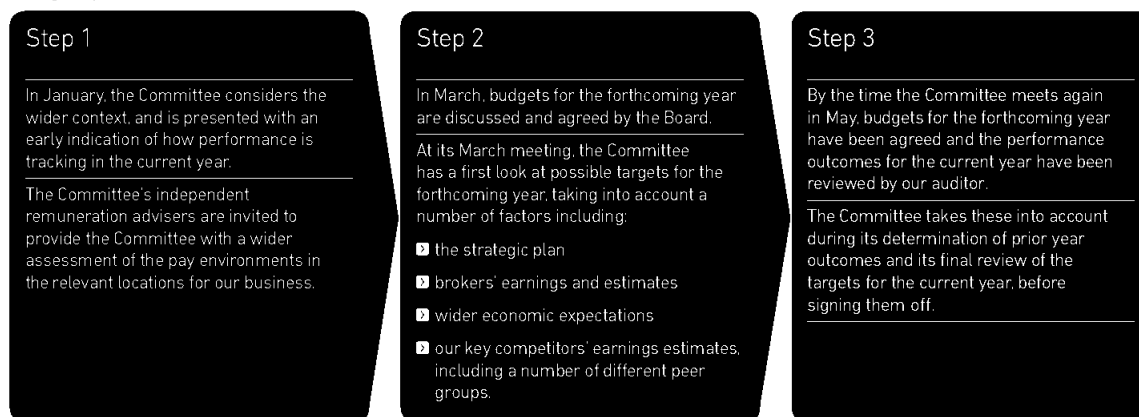 Step 1
In January, the Committee considers the
wider context, and is presented with an
early indication of how performance is
tracking in the current year.
The Committee's independent
remuneration advisers are invited to
provide the Committee with a wider
assessment of the pay environments in
the relevant locations for our business.
Step 2
In March, budgets for the forthcoming year
are discussed and agreed by the Board.
At its March meeting, the Committee
has a first look at possible targets for the
forthcoming year, taking into account a
number of factors including:
the strategic plan
brokers' earnings and estimates
wider economic expectations
our key competitors' earnings estimates,
including a number of different peer
groups.
Step 3
By the time the Committee meets again
in May, budgets for the forthcoming year
have been agreed and the performance
outcomes for the current year have been
reviewed by our auditor.
The Committee takes these into account
during its determination of prior year
outcomes and its final review of the
targets for the current year, before
signing them off.